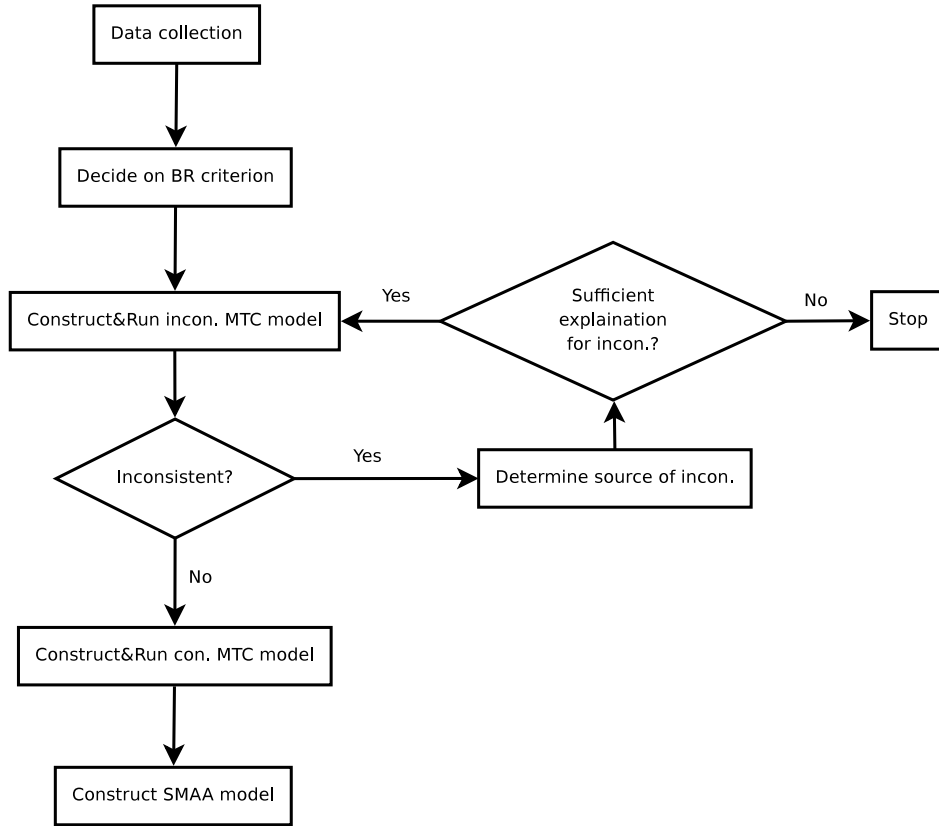 Data collection
Decide on BR criterion
Construct&Run incon. MTC model
Yes
Sufficient
explaination
for incon.?
No
Stop
Inconsistent?
Yes
Determine source of incon.
No
Construct&Run con. MTC model
Construct SMAA model